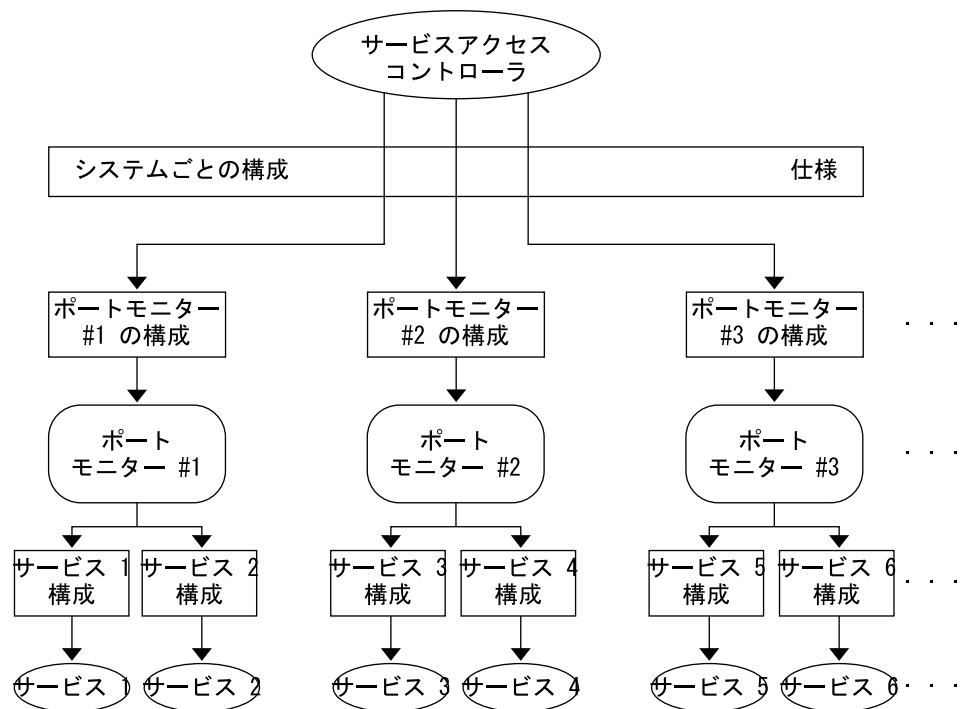 サービスアクセス
コントローラ
システムごとの構成 仕様
ポートモニター
#1 の構成
ポートモニター
#2 の構成
ポートモニター
#3 の構成
. . .
ポート
モニター #1
ポート
モニター #2
ポート
モニター #3
. . .
サービス 1
構成
サービス 2
構成
サービス 3
構成
サービス 4
構成
サービス 5
構成
サービス 6
構成
. . .
サービス 1
サービス 2
サービス 3
サービス 4
サービス 5
サービス 6
. . .